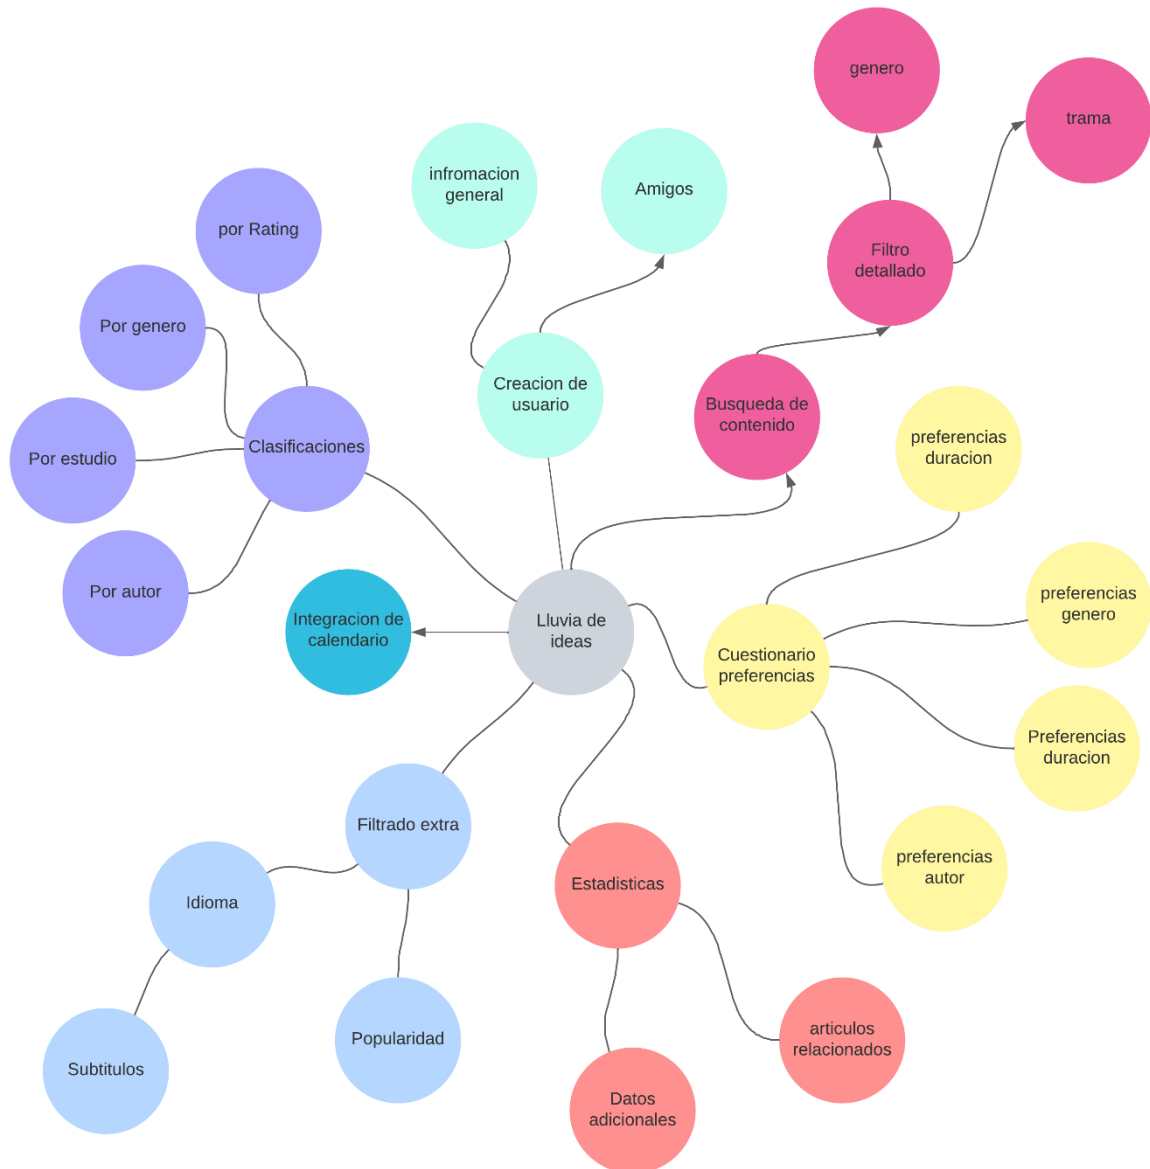 genero
trama
infromacion
general
Amigos
por Rating
Filtro
detallado
Por genero
Creacion de
usuario
Busqueda de
contenido
Clasificaciones
preferencias
duracion
Por estudio
Por autor
Integracion de
calendario
Lluvia de
ideas
preferencias
genero
Cuestionario
preferencias
Preferencias
duracion
Filtrado extra
preferencias
autor
Estadisticas
Idioma
Popularidad
articulos
relacionados
Subtitulos
Datos
adicionales